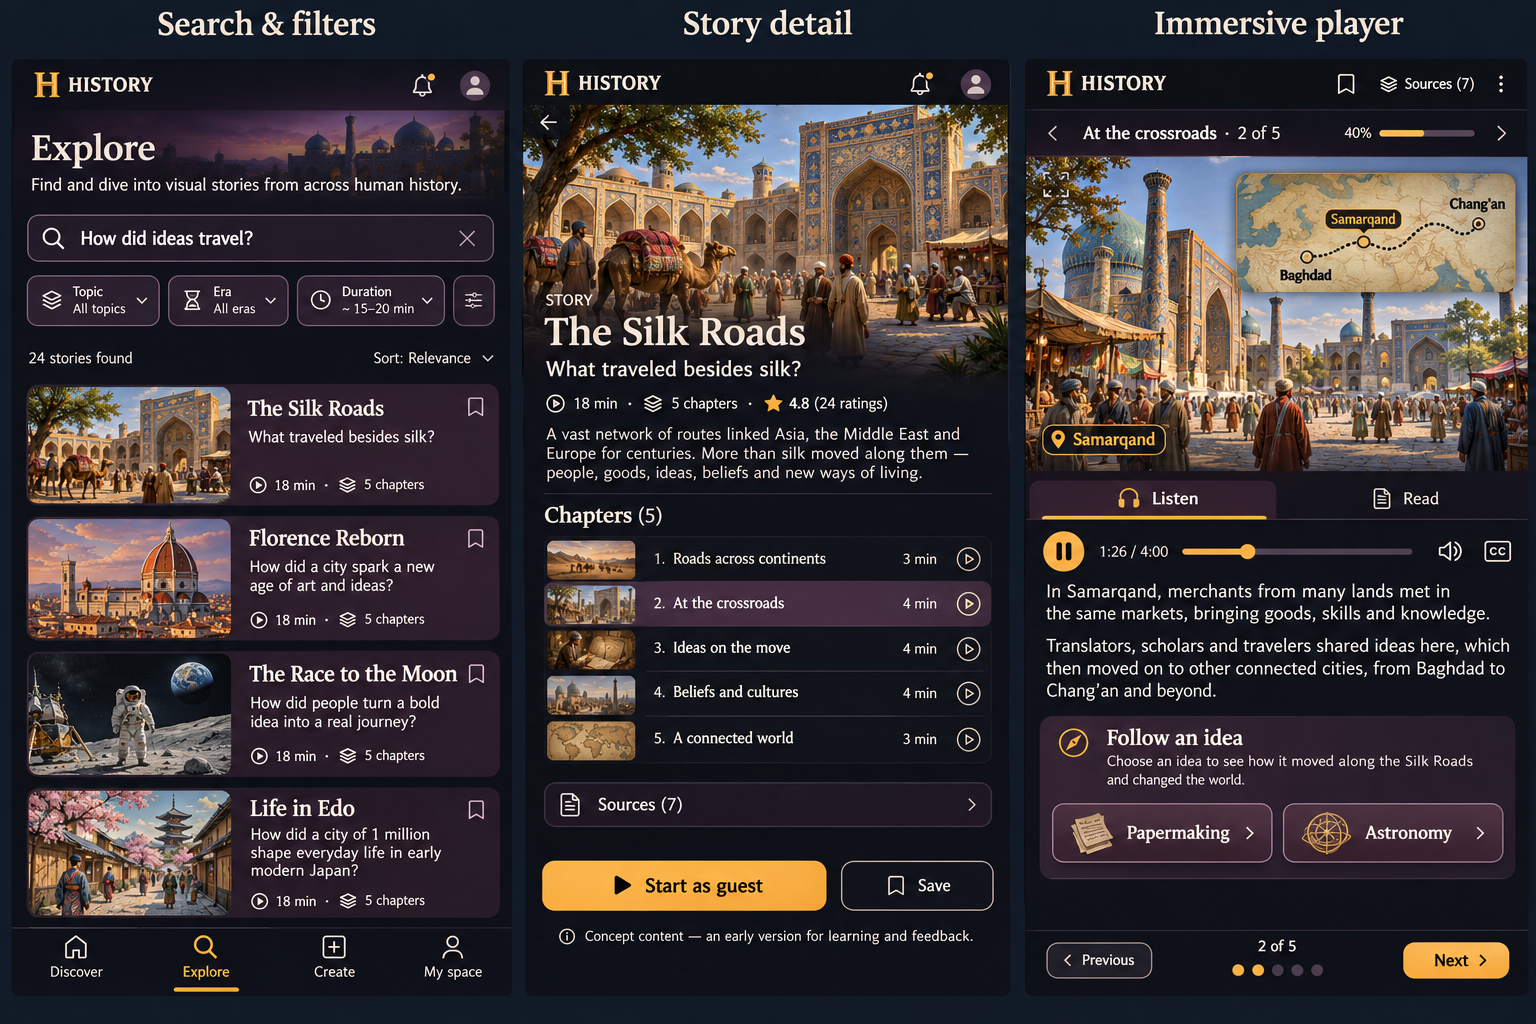 Search & filters
H HISTORY
Explore
Find and dive into visual stories from across human history.
How did ideas travel?
Topic
All topics
Era
All eras
Duration
~ 15–20 min
24 stories found
Sort: Relevance
The Silk Roads
What traveled besides silk?
18 min · 5 chapters
Florence Reborn
How did a city spark a new
age of art and ideas?
18 min · 5 chapters
The Race to the Moon
How did people turn a bold
idea into a real journey?
18 min · 5 chapters
Life in Edo
How did a city of 1 million
shape everyday life in early
modern Japan?
18 min · 5 chapters
Discover
Explore
Create
My space
Story detail
H HISTORY
STORY
The Silk Roads
What traveled besides silk?
18 min · 5 chapters · 4.8 (24 ratings)
A vast network of routes linked Asia, the Middle East and
Europe for centuries. More than silk moved along them —
people, goods, ideas, beliefs and new ways of living.
Chapters (5)
1. Roads across continents 3 min
2. At the crossroads 4 min
3. Ideas on the move 4 min
4. Beliefs and cultures 4 min
5. A connected world 3 min
Sources (7)
Start as guest
Save
Concept content — an early version for learning and feedback.
Immersive player
H HISTORY
Sources (7)
At the crossroads · 2 of 5
40%
Chang'an
Samarqand
Baghdad
Samarqand
Listen
Read
1:26 / 4:00
CC
In Samarqand, merchants from many lands met in
the same markets, bringing goods, skills and knowledge.
Translators, scholars and travelers shared ideas here, which
then moved on to other connected cities, from Baghdad to
Chang'an and beyond.
Follow an idea
Choose an idea to see how it moved along the Silk Roads
and changed the world.
Papermaking
Astronomy
Previous
2 of 5
Next